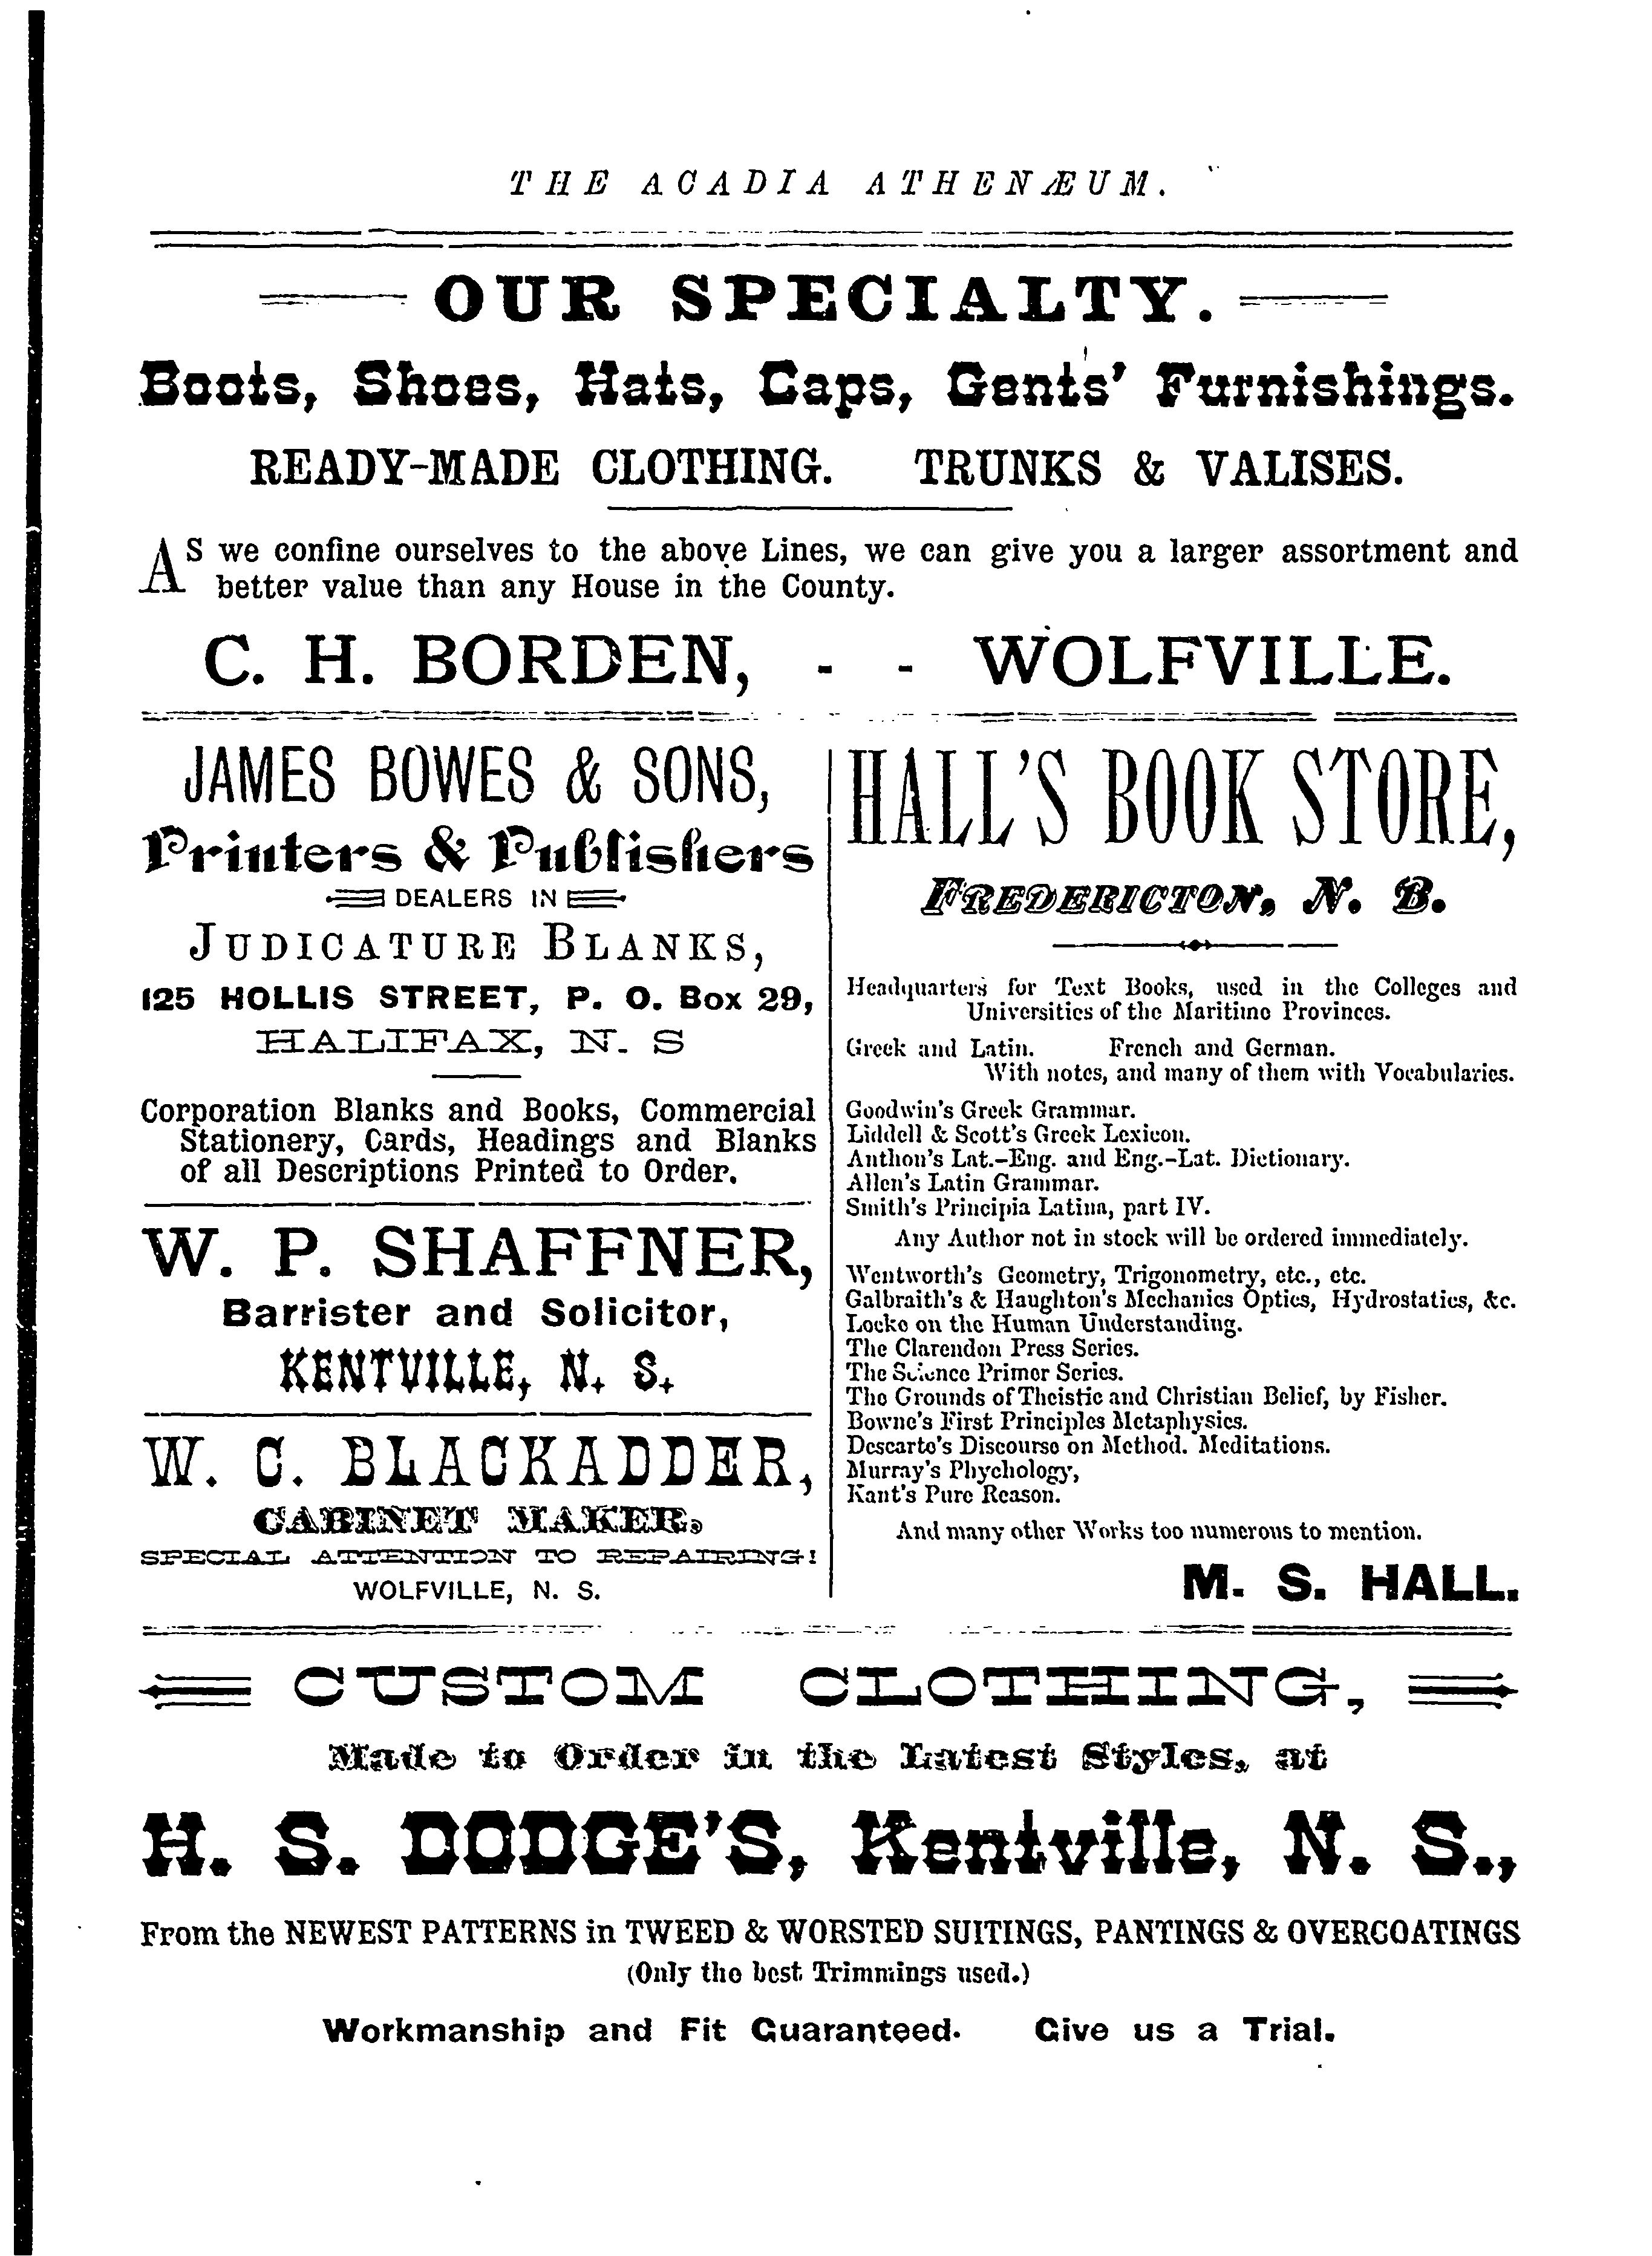 THE ACADIA ATHENÆUM.
OUR SPECIALTY.
Boots, Shoes, Hats, Caps, Gents' Furnishings.
READY-MADE CLOTHING. TRUNKS & VALISES.
AS we confine ourselves to the above Lines, we can give you a larger assortment and
better value than any House in the County.
C. H. BORDEN, - - WOLFVILLE.
JAMES BOWES & SONS,
Printers & Publishers
DEALERS IN
JUDICATURE BLANKS,
125 HOLLIS STREET, P. O. Box 29,
HALIFAX, N. S
Corporation Blanks and Books, Commercial
Stationery, Cards, Headings and Blanks
of all Descriptions Printed to Order.
W. P. SHAFFNER,
Barrister and Solicitor,
KENTVILLE, N. S.
W. C. BLACKADDER,
CABINET MAKER.
SPECIAL ATTENTION TO REPAIRING!
WOLFVILLE, N. S.
HALL'S BOOK STORE,
FREDERICTON, N. B.
Headquarters for Text Books, used in the Colleges and
Universities of the Maritime Provinces.
Greek and Latin. French and German.
With notes, and many of them with Vocabularies.
Goodwin's Greek Grammar.
Liddell & Scott's Greek Lexicon.
Anthon's Lat.-Eng. and Eng.-Lat. Dictionary.
Allen's Latin Grammar.
Smith's Principia Latina, part IV.
Any Author not in stock will be ordered immediately.
Wentworth's Geometry, Trigonometry, etc., etc.
Galbraith's & Haughton's Mechanics Optics, Hydrostatics, &c.
Locke on the Human Understanding.
The Clarendon Press Series.
The Science Primer Series.
The Grounds of Theistic and Christian Belief, by Fisher.
Bowne's First Principles Metaphysics.
Descarte's Discourse on Method. Meditations.
Murray's Phychology,
Kant's Pure Reason.
And many other Works too numerous to mention.
M. S. HALL.
CUSTOM CLOTHING,
Made to Order in the Latest Styles, at
H. S. DODGE'S, Kentville, N. S.,
From the NEWEST PATTERNS in TWEED & WORSTED SUITINGS, PANTINGS & OVERCOATINGS
(Only the best Trimmings used.)
Workmanship and Fit Guaranteed. Give us a Trial.